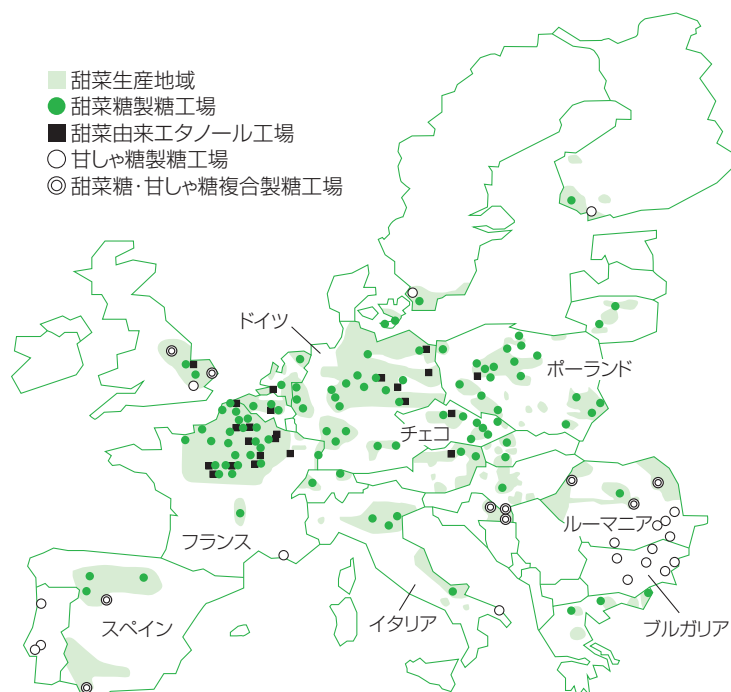 甜菜生産地域
甜菜糖製糖工場
甜菜由来エタノール工場
甘しゃ糖製糖工場
甜菜糖・甘しゃ糖複合製糖工場
ドイツ
ポーランド
チェコ
フランス
ルーマニア
スペイン
イタリア
ブルガリア